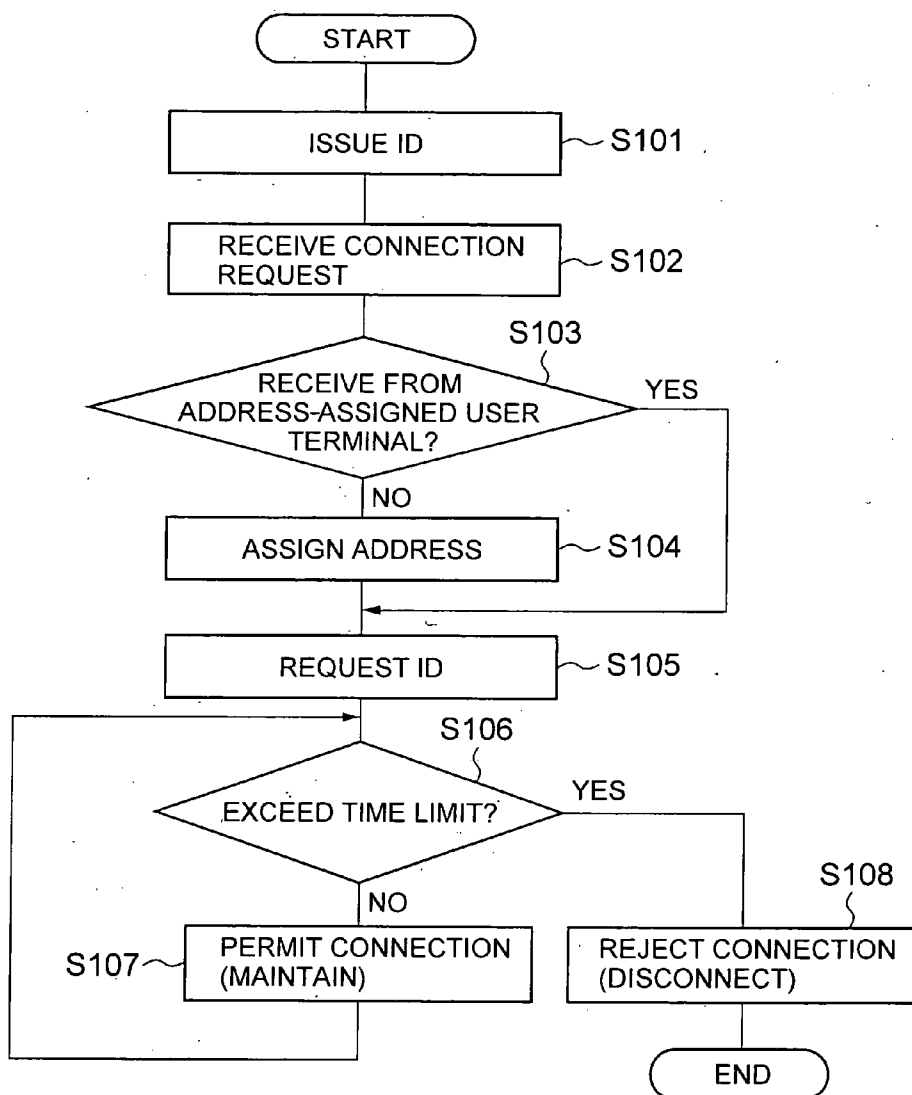 START
ISSUE ID
S101
RECEIVE CONNECTION
REQUEST
S102
S103
RECEIVE FROM
ADDRESS-ASSIGNED USER
TERMINAL?
YES
NO
ASSIGN ADDRESS
S104
REQUEST ID
S105
S106
EXCEED TIME LIMIT?
YES
NO
S107
PERMIT CONNECTION
(MAINTAIN)
S108
REJECT CONNECTION
(DISCONNECT)
END